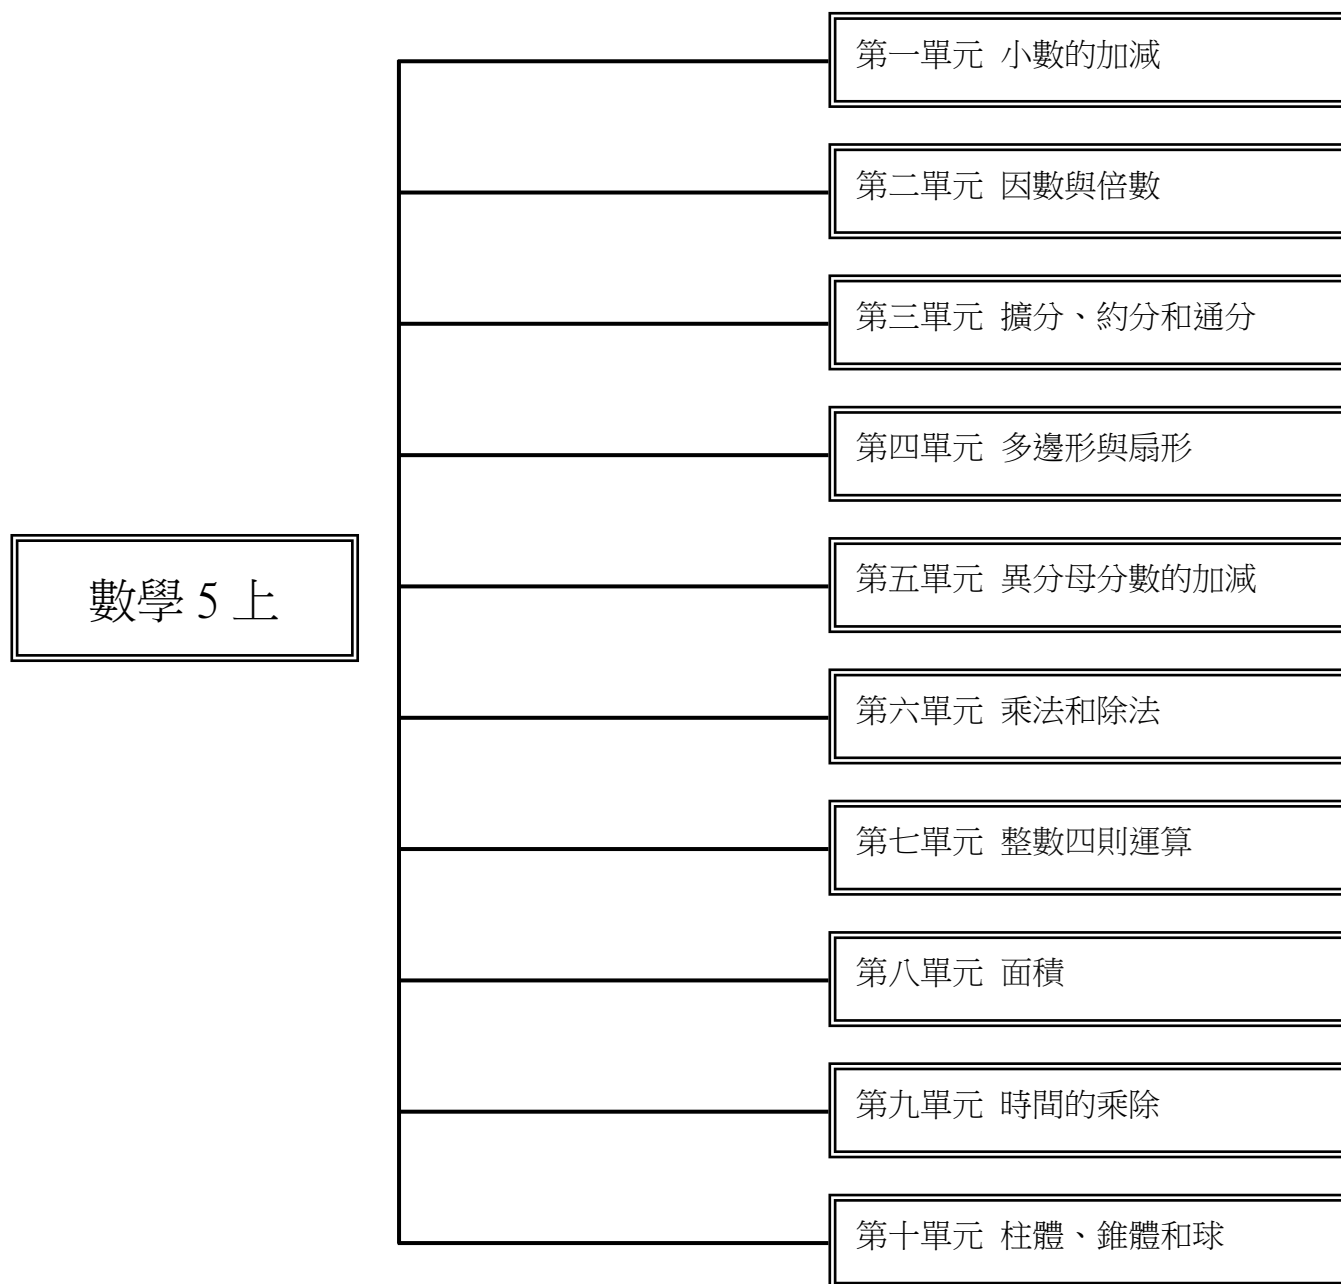 第一單元 小數的加減
第二單元 因數與倍數
第三單元 擴分、約分和通分
第四單元 多邊形與扇形
第五單元 異分母分數的加減
數學 5 上
第六單元 乘法和除法
第七單元 整數四則運算
第八單元 面積
第九單元 時間的乘除
第十單元 柱體、錐體和球